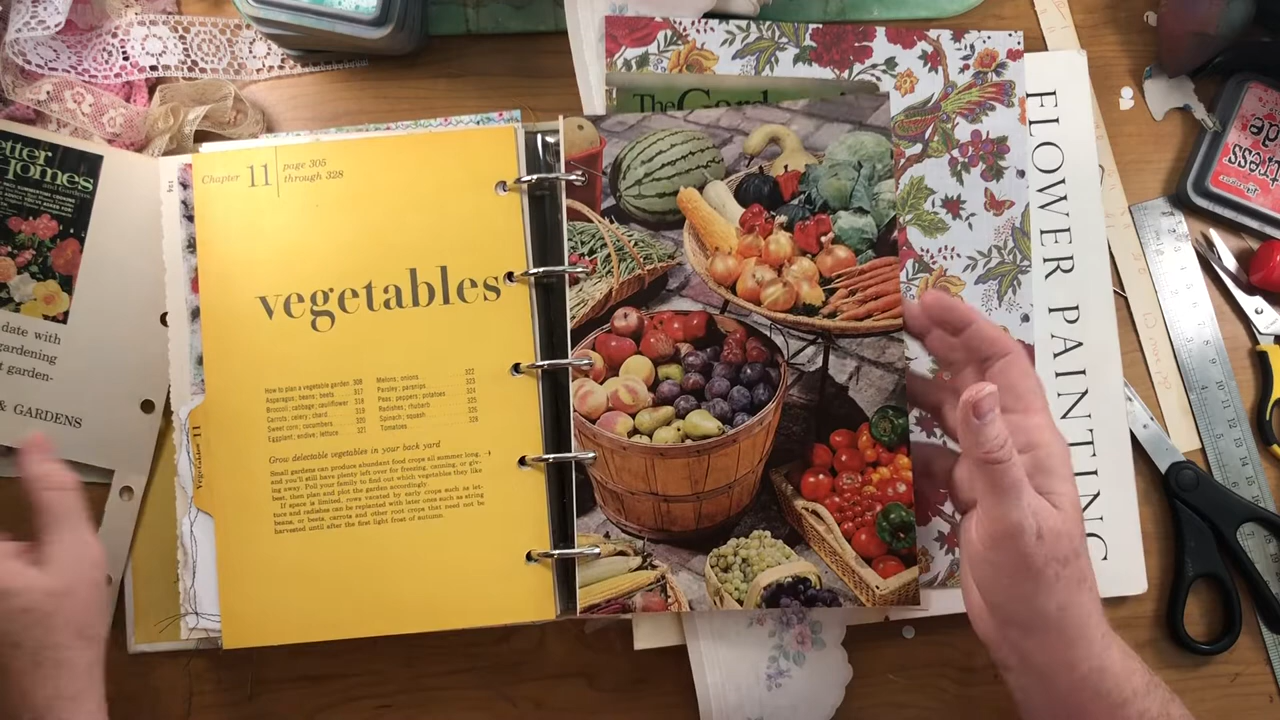 etter
Homes
and Gardens
date with
gardening
t garden-
& GARDENS
Chapter 11
page 305
through 328
vegetables
How to plan a vegetable garden 308
Asparagus; beans; beets 317
Broccoli; cabbage; cauliflower 318
Carrots; celery; chard 319
Sweet corn; cucumbers 320
Eggplant; endive; lettuce 321
Melons; onions 322
Parsley; parsnips 323
Peas; peppers; potatoes 324
Radishes; rhubarb 325
Spinach; squash 326
Tomatoes 328
Grow delectable vegetables in your back yard
Small gardens can produce abundant food crops all summer long,
and you'll still have plenty left over for freezing, canning, or giv-
ing away. Poll your family to find out which vegetables they like
best, then plan and plot the garden accordingly.
If space is limited, rows vacated by early crops such as let-
tuce and radishes can be replanted with later ones such as string
beans, or beets, carrots and other root crops that need not be
harvested until after the first light frost of autumn.
Vegetables 11
The Gard
FLOWER PAINTING
stress